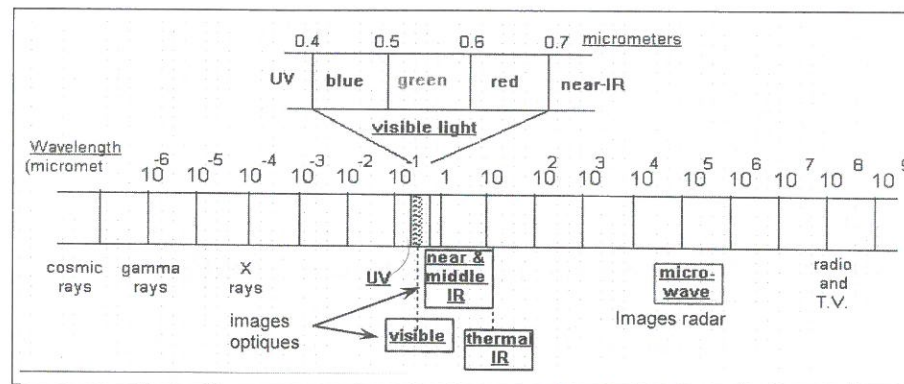 0.4 0.5 0.6 0.7 micrometers
UV blue green red near-IR
visible light
Wavelength
(micromet
10^-6 10^-5 10^-4 10^-3 10^-2 10^-1 1 10 10^2 10^3 10^4 10^5 10^6 10^7 10^8 10^9
cosmic rays
gamma rays
X rays
UV
near & middle IR
micro-wave
radio and T.V.
images optiques
visible
thermal IR
Images radar